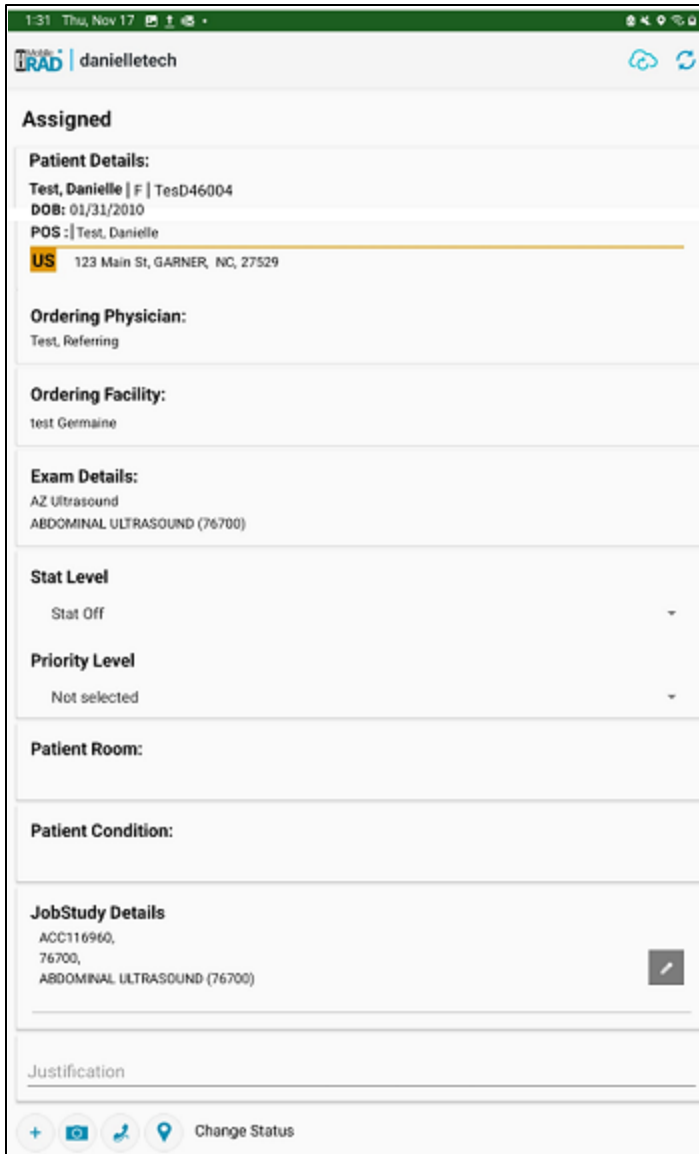 1:31 Thu, Nov 17
Mobile
RAD | danielletech
Assigned
Patient Details:
Test, Danielle | F | TesD46004
DOB: 01/31/2010
POS :| Test, Danielle
US 123 Main St, GARNER, NC, 27529
Ordering Physician:
Test, Referring
Ordering Facility:
test Germaine
Exam Details:
AZ Ultrasound
ABDOMINAL ULTRASOUND (76700)
Stat Level
Stat Off
Priority Level
Not selected
Patient Room:
Patient Condition:
JobStudy Details
ACC116960,
76700,
ABDOMINAL ULTRASOUND (76700)
Justification
Change Status